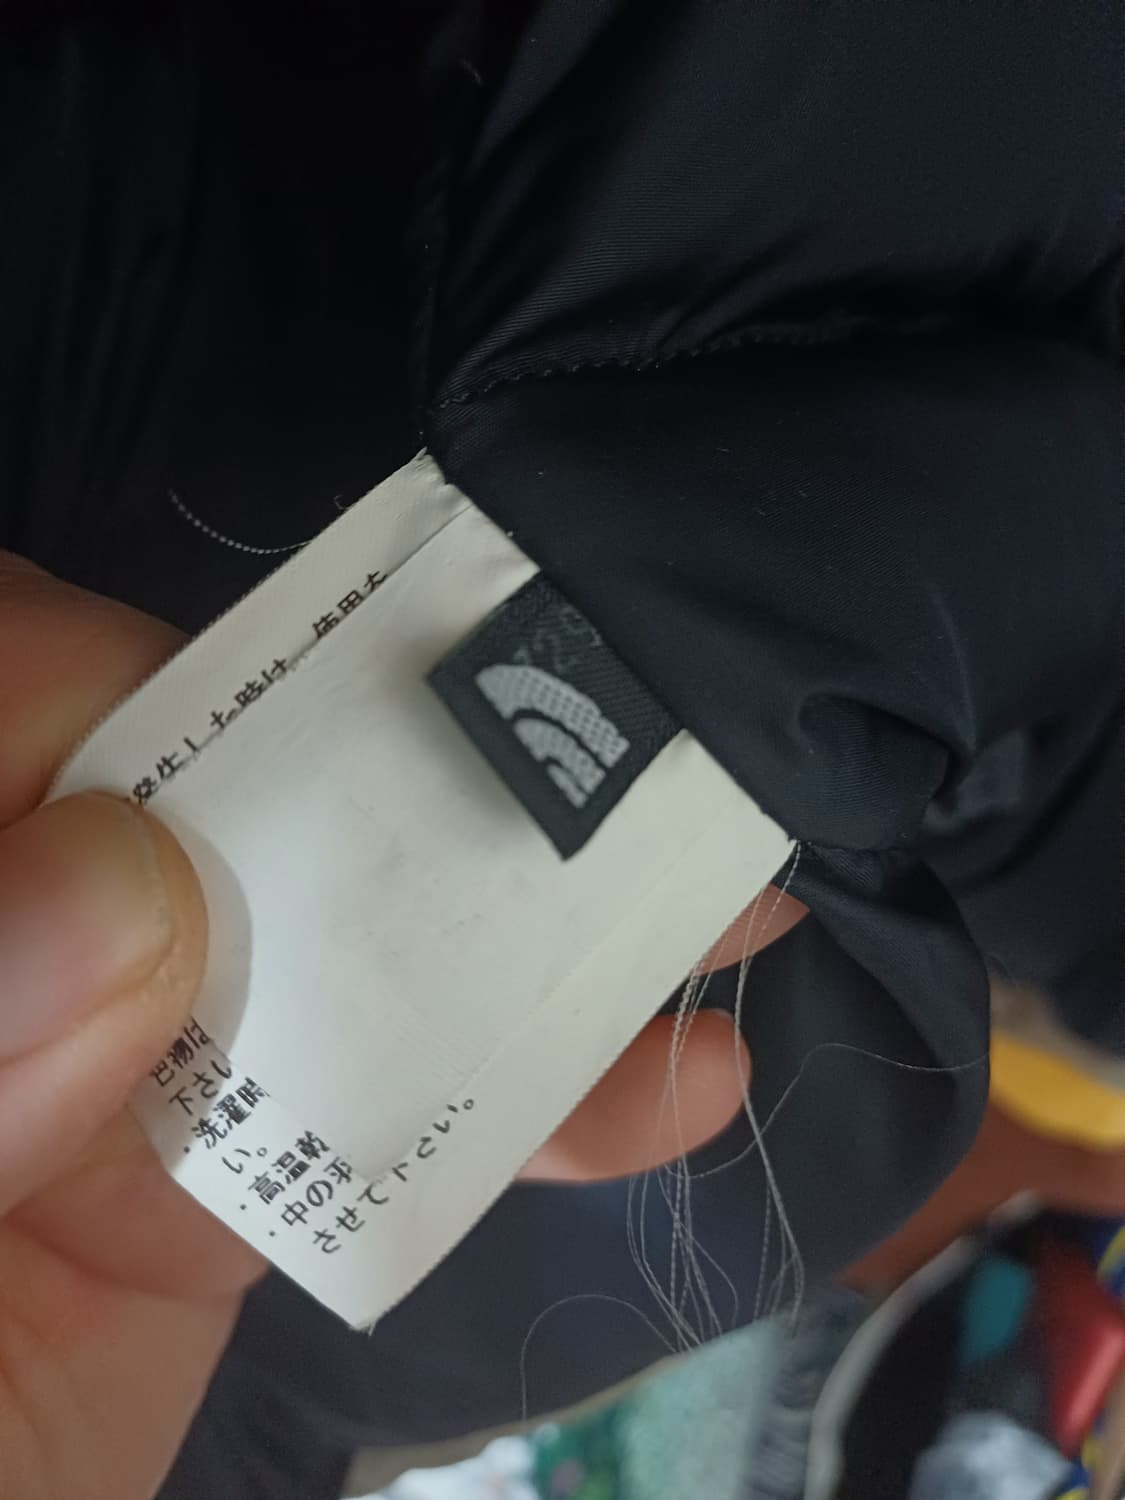 発生した時は、使用を
色物は
下さい
・洗濯時
い。
・高温乾
・中の羽
させて下さい。